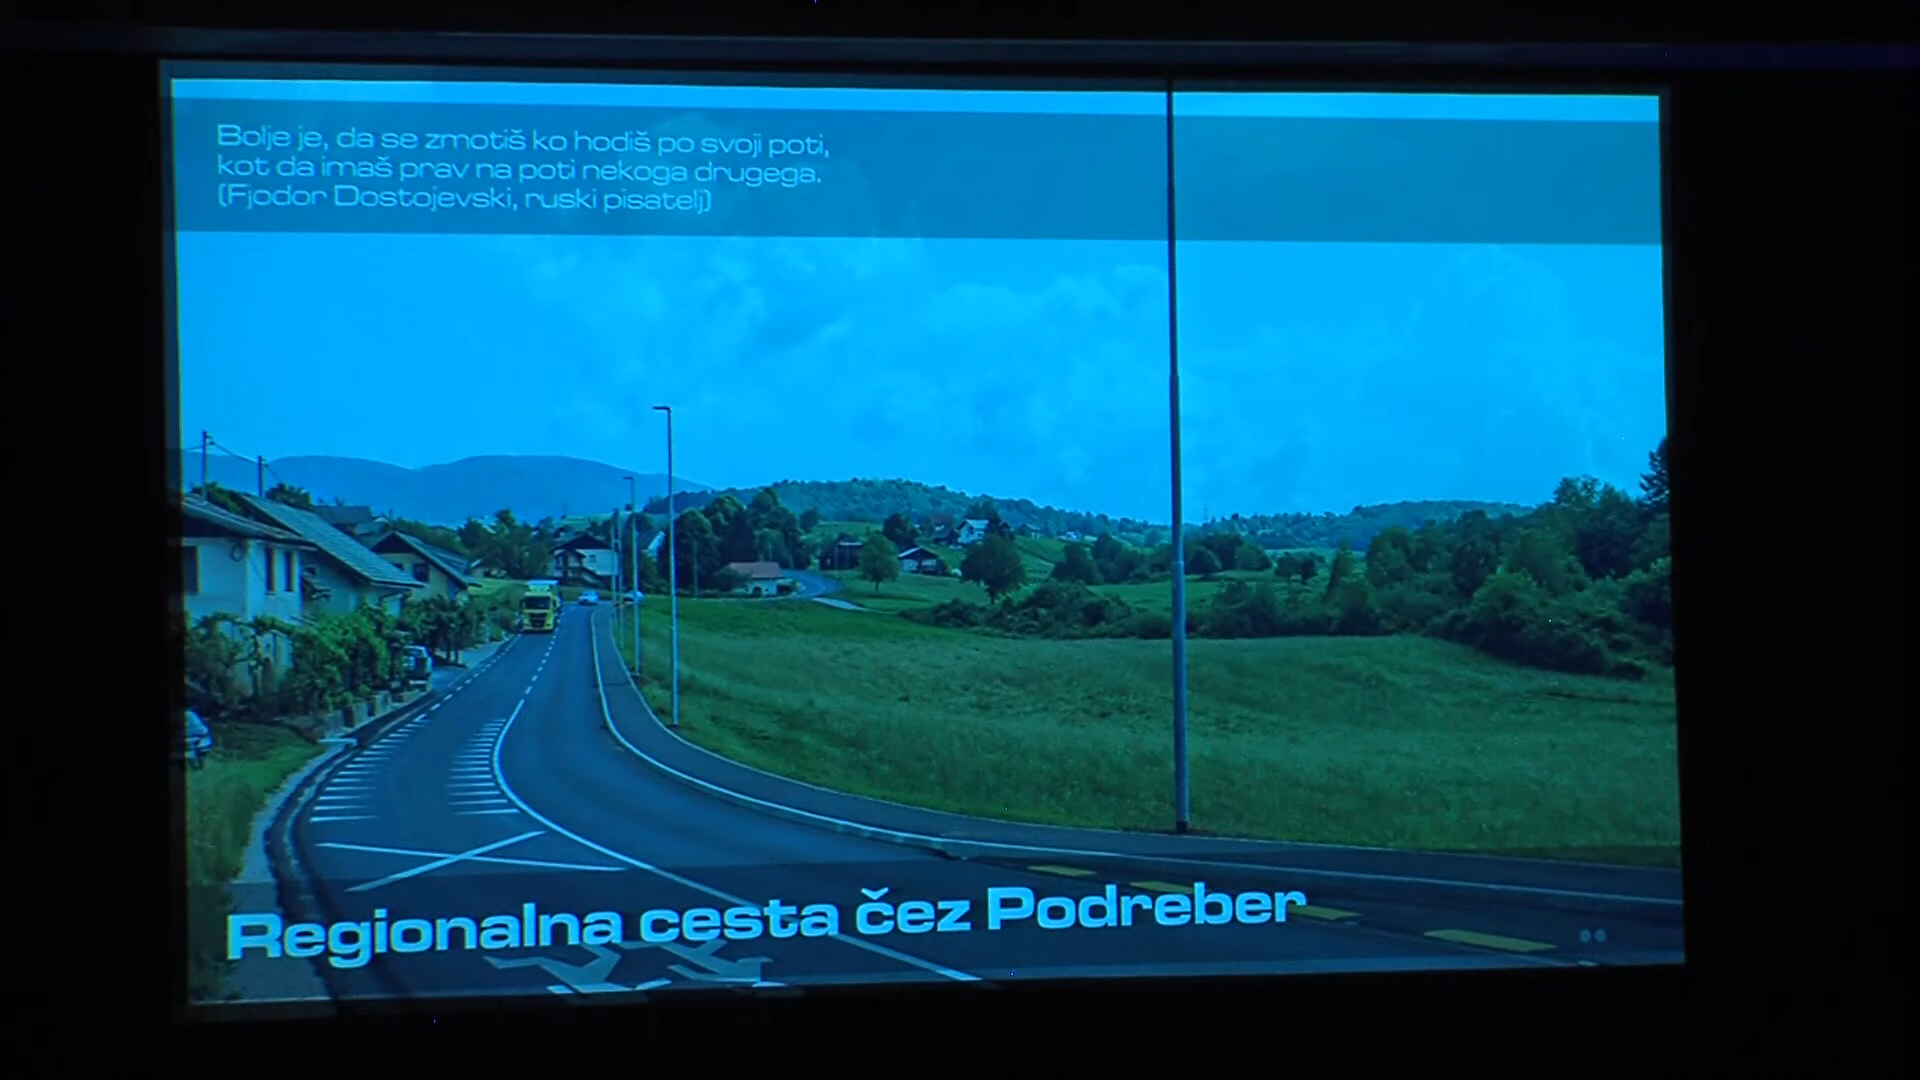 Bolje je, da se zmotiš ko hodiš po svoji poti,
kot da imaš prav na poti nekoga drugega.
(Fjodor Dostojevski, ruski pisatelj)
Regionalna cesta čez Podreber